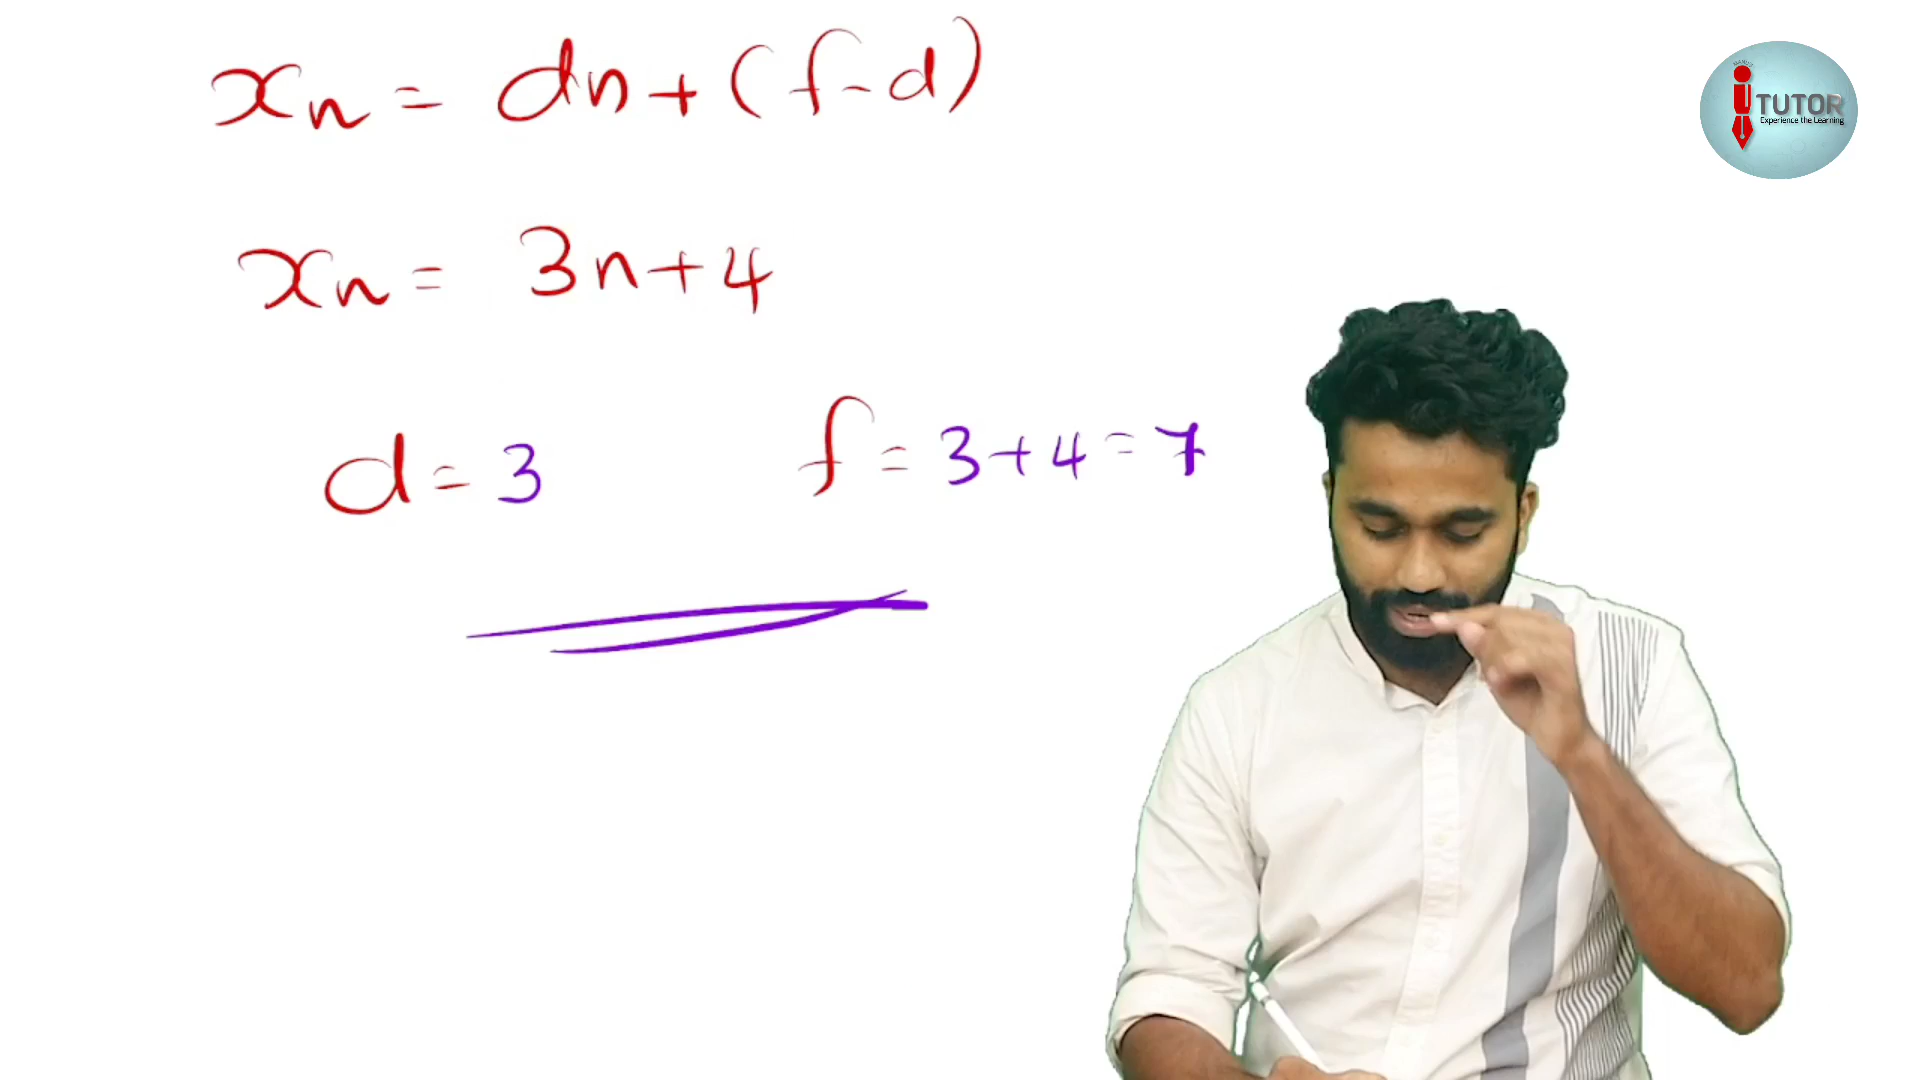 xn = dn + (f - d)
TUTOR
Experience the Learning
xn = 3n + 4
d = 3
f = 3 + 4 = 7